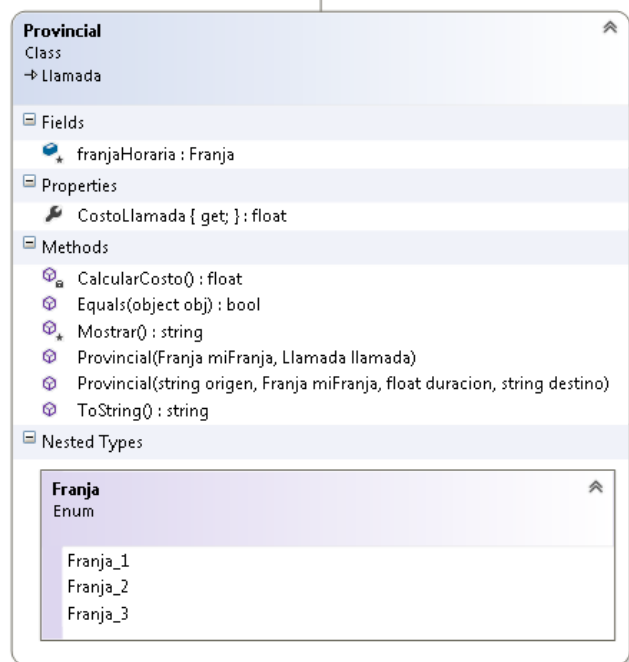 Provincial
Class
Llamada
Fields
franjaHoraria : Franja
Properties
CostoLlamada { get; } : float
Methods
CalcularCosto() : float
Equals(object obj) : bool
Mostrar() : string
Provincial(Franja miFranja, Llamada llamada)
Provincial(string origen, Franja miFranja, float duracion, string destino)
ToString() : string
Nested Types
Franja
Enum
Franja_1
Franja_2
Franja_3